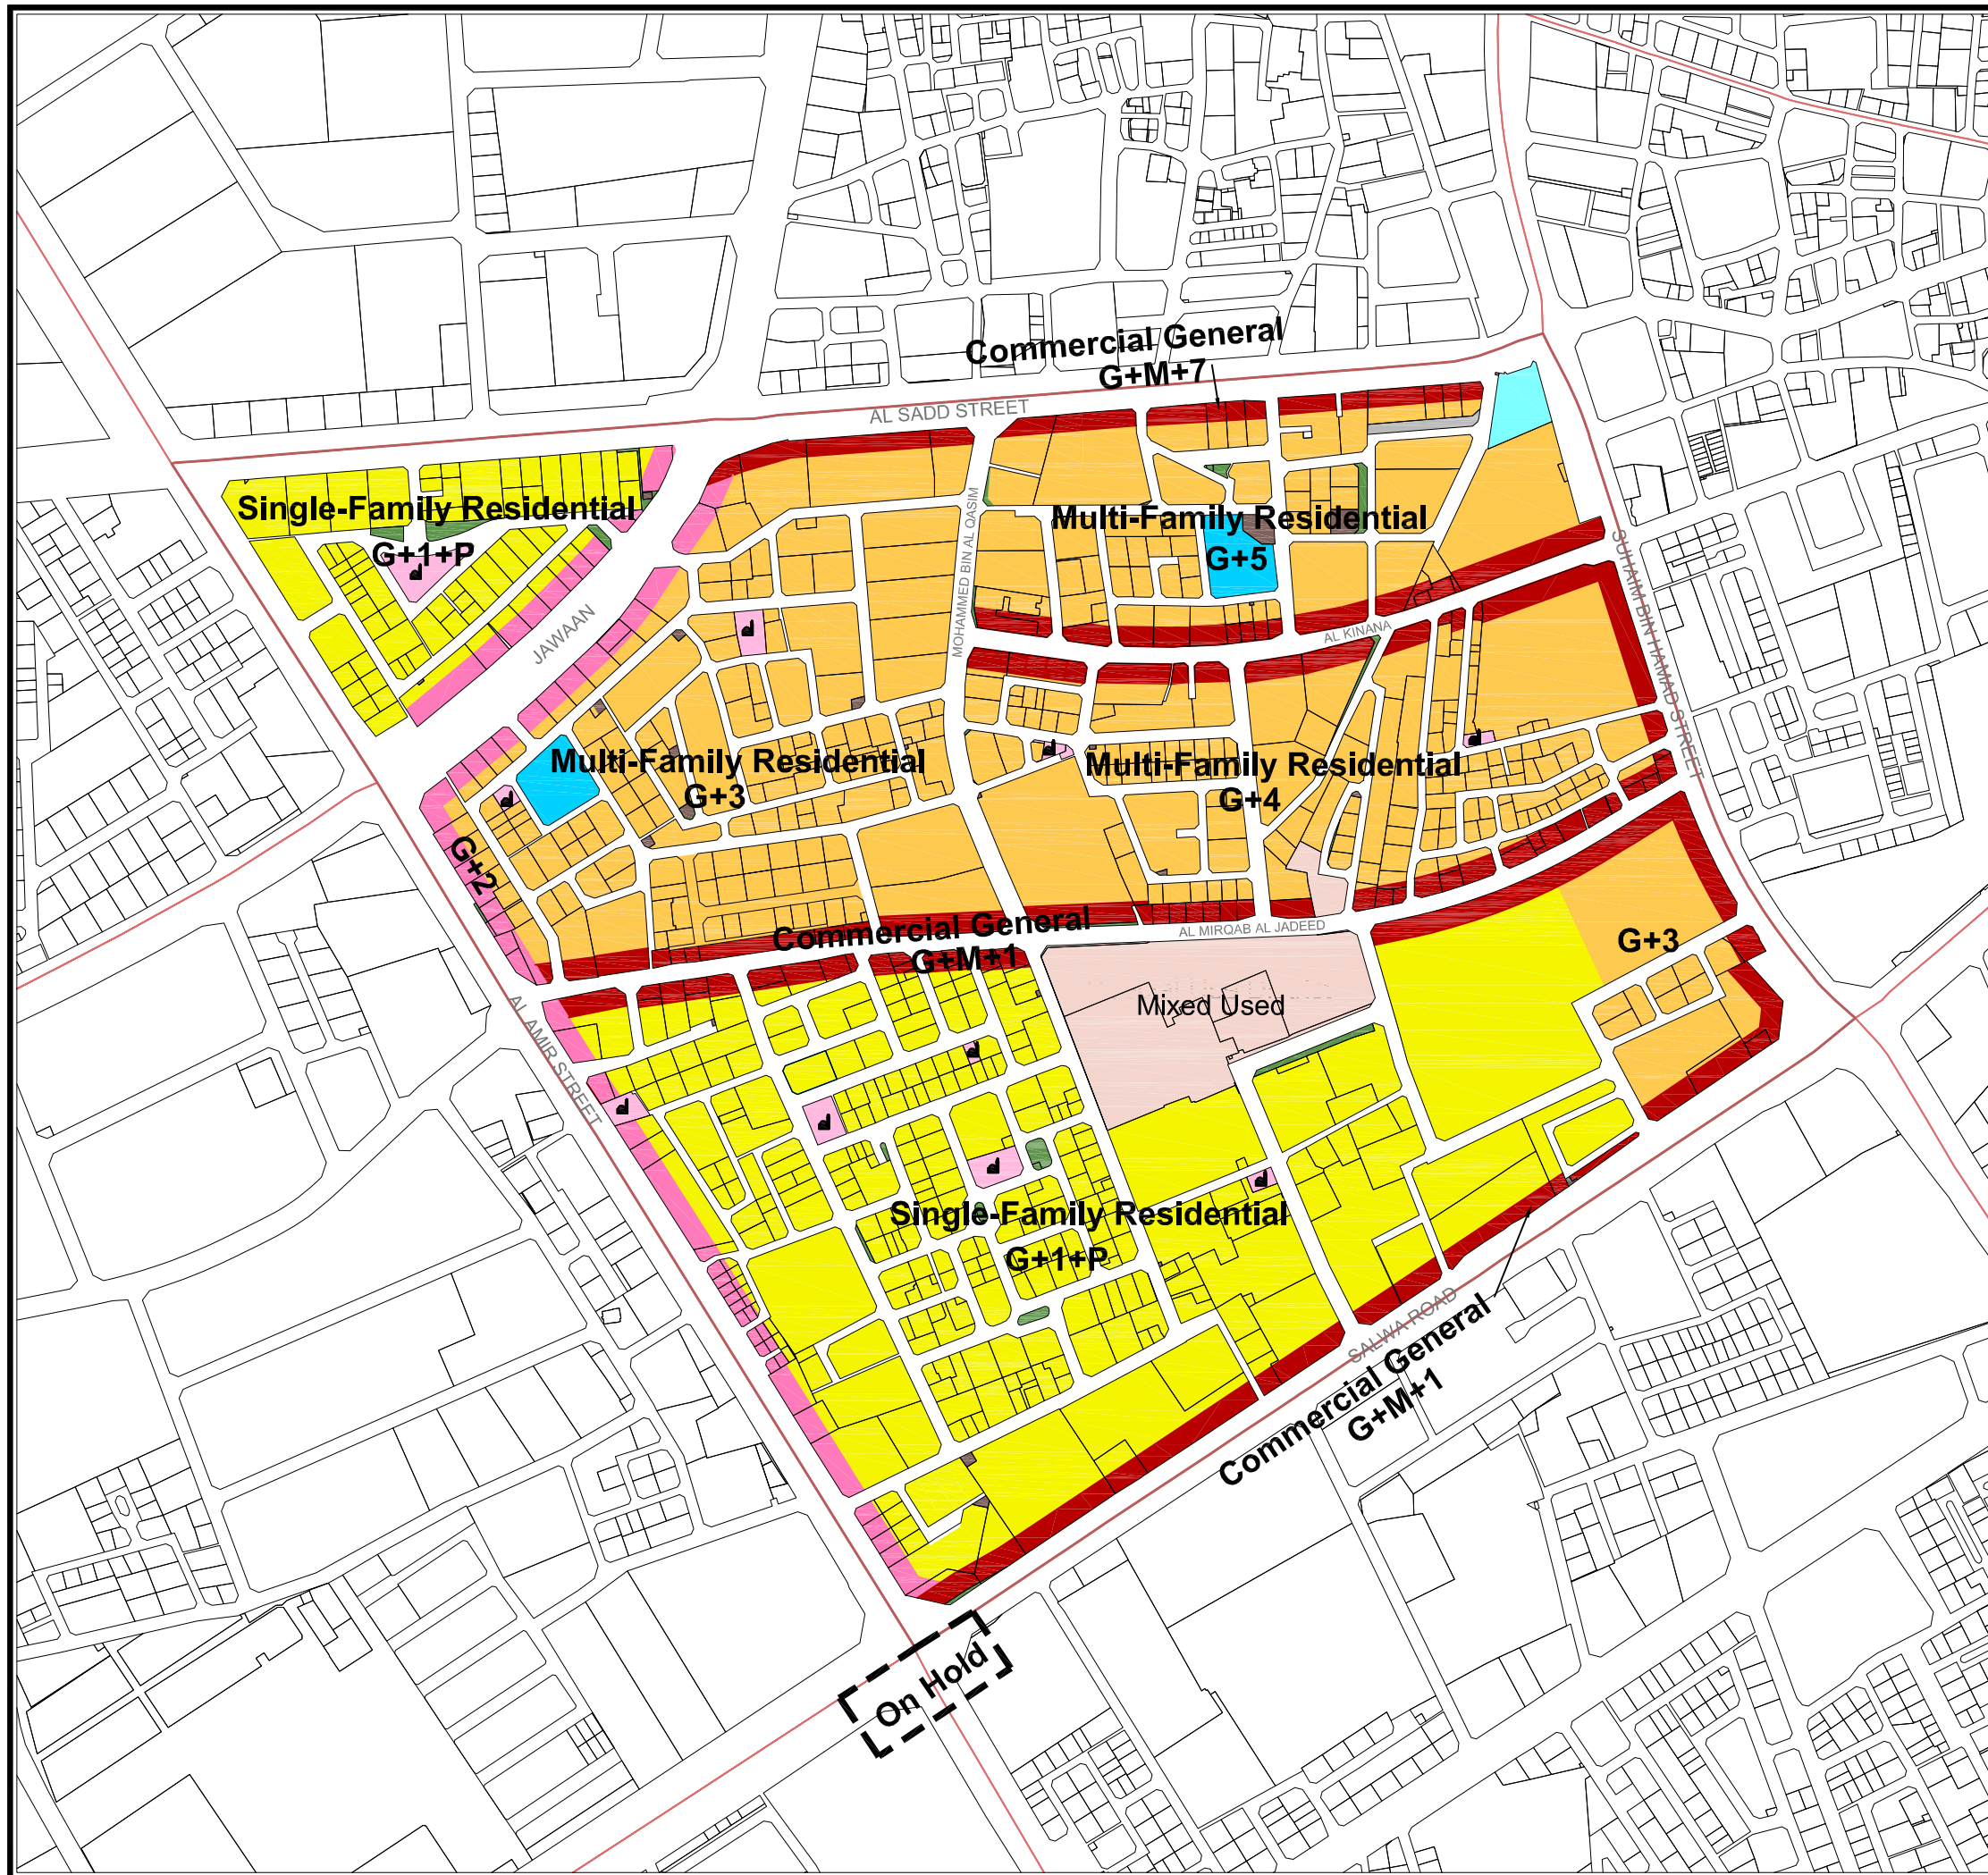 Commercial General
G+M+7
AL SADD STREET
Single-Family Residential
G+1+P
Multi-Family Residential
G+5
MOHAMMED BIN AL QASIM
SUHAIM BIN HAMAD STREET
JAWAAN
AL KINANA
Multi-Family Residential
G+3
Multi-Family Residential
G+4
G+2
Commercial General
G+M+1
AL MIRQAB AL JADEED
G+3
Mixed Used
AL AMIR STREET
Single-Family Residential
G+1+P
SALWA ROAD
Commercial General
G+M+1
On Hold